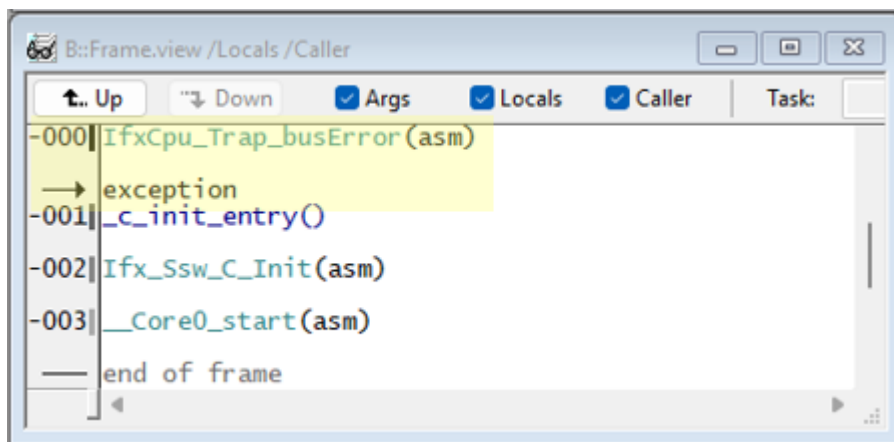 B::Frame.view /Locals /Caller
Up Down Args Locals Caller Task:
-000 IfxCpu_Trap_busError(asm)
exception
-001 _c_init_entry()
-002 Ifx_Ssw_C_Init(asm)
-003 __Core0_start(asm)
end of frame